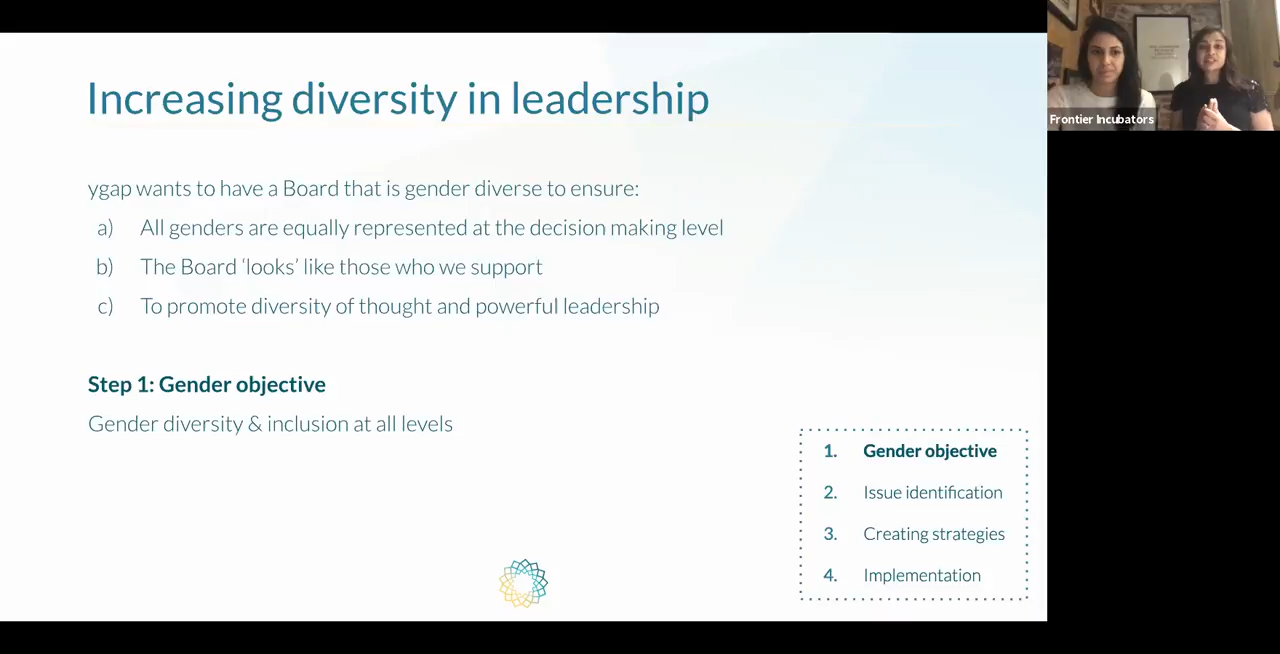 Increasing diversity in leadership
ygap wants to have a Board that is gender diverse to ensure:
a) All genders are equally represented at the decision making level
b) The Board ‘looks’ like those who we support
c) To promote diversity of thought and powerful leadership
Step 1: Gender objective
Gender diversity & inclusion at all levels
1. Gender objective
2. Issue identification
3. Creating strategies
4. Implementation
Frontier Incubators